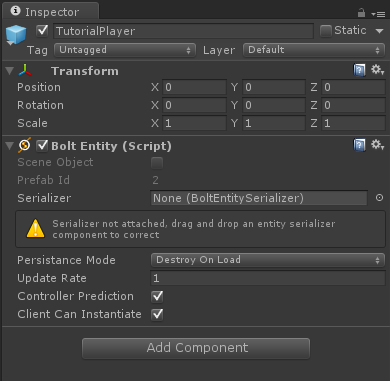 Inspector
TutorialPlayer Static
Tag Untagged Layer Default
Transform
Position X 0 Y 0 Z 0
Rotation X 0 Y 0 Z 0
Scale X 1 Y 1 Z 1
Bolt Entity (Script)
Scene Object
Prefab Id 2
Serializer None (BoltEntitySerializer)
Serializer not attached, drag and drop an entity serializer
component to correct
Persistance Mode Destroy On Load
Update Rate 1
Controller Prediction
Client Can Instantiate
Add Component